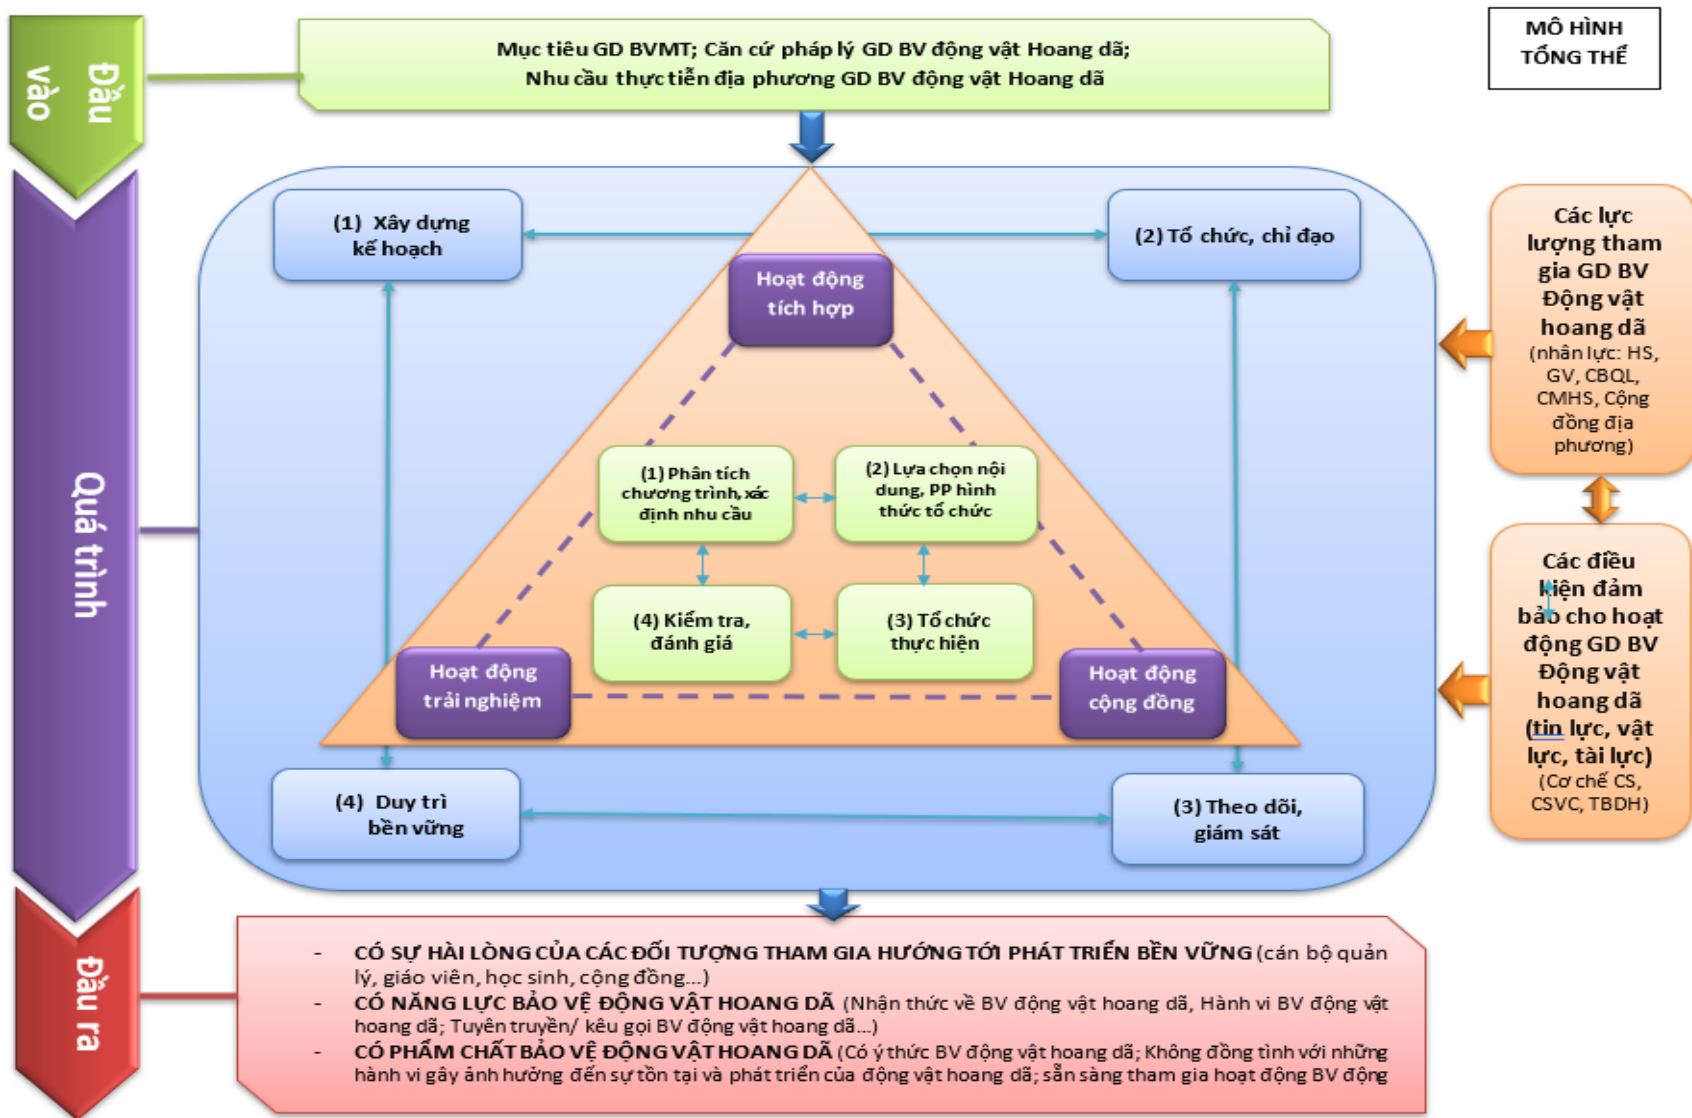 Đầu
vào
Mục tiêu GD BVMT; Căn cứ pháp lý GD BV động vật Hoang dã;
Nhu cầu thực tiễn địa phương GD BV động vật Hoang dã
MÔ HÌNH
TỔNG THỂ
Quá trình
(1) Xây dựng
kế hoạch
(2) Tổ chức, chỉ đạo
Hoạt động
tích hợp
(1) Phân tích
chương trình, xác
định nhu cầu
(2) Lựa chọn nội
dung, PP hình
thức tổ chức
(4) Kiểm tra,
đánh giá
(3) Tổ chức
thực hiện
Hoạt động
trải nghiệm
Hoạt động
cộng đồng
(4) Duy trì
bền vững
(3) Theo dõi,
giám sát
Các lực
lượng tham
gia GD BV
Động vật
hoang dã
(nhân lực: HS,
GV, CBQL,
CMHS, Cộng
đồng địa
phương)
Các điều
kiện đảm
bảo cho hoạt
động GD BV
Động vật
hoang dã
(tin lực, vật
lực, tài lực)
(Cơ chế CS,
CSVC, TBDH)
Đầu ra
- CÓ SỰ HÀI LÒNG CỦA CÁC ĐỐI TƯỢNG THAM GIA HƯỚNG TỚI PHÁT TRIỂN BỀN VỮNG (cán bộ quản
lý, giáo viên, học sinh, cộng đồng...)
- CÓ NĂNG LỰC BẢO VỆ ĐỘNG VẬT HOANG DÃ (Nhận thức về BV động vật hoang dã, Hành vi BV động vật
hoang dã; Tuyên truyền/ kêu gọi BV động vật hoang dã...)
- CÓ PHẨM CHẤT BẢO VỆ ĐỘNG VẬT HOANG DÃ (Có ý thức BV động vật hoang dã; Không đồng tình với những
hành vi gây ảnh hưởng đến sự tồn tại và phát triển của động vật hoang dã; sẵn sàng tham gia hoạt động BV động